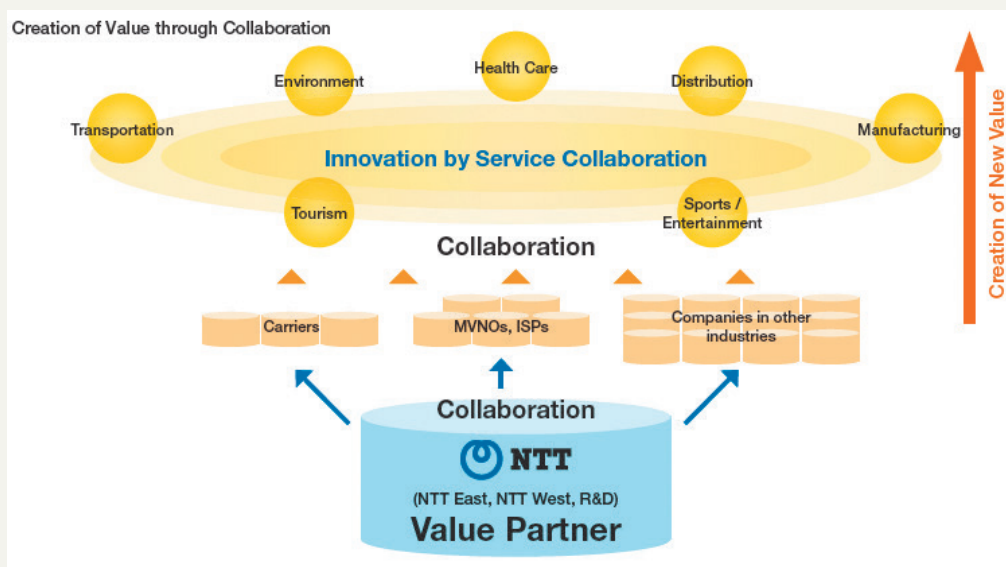 Creation of Value through Collaboration
Health Care
Environment
Distribution
Transportation
Manufacturing
Innovation by Service Collaboration
Tourism
Sports /
Entertainment
Creation of New Value
Collaboration
Carriers
MVNOs, ISPs
Companies in other
industries
Collaboration
NTT
(NTT East, NTT West, R&D)
Value Partner